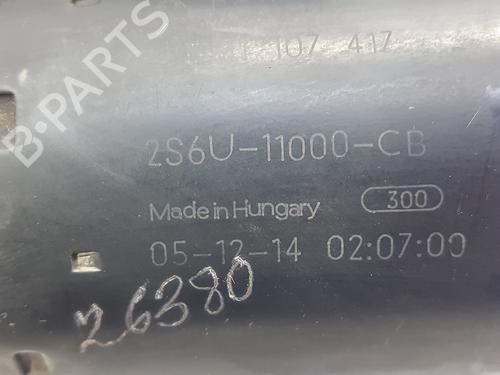 107 417
2S6U-11000-CB
Made in Hungary 300
05-12-14 02:07:00
26380
B-PARTS